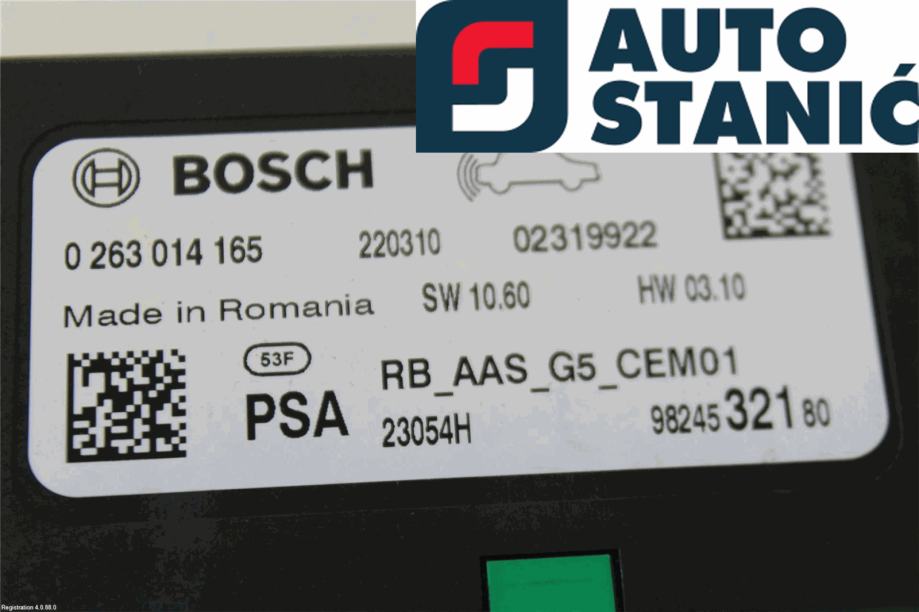 AUTO
STANIĆ
BOSCH
0 263 014 165 220310 02319922
Made in Romania SW 10.60 HW 03.10
53F
RB_AAS_G5_CEM01
PSA 23054H 98245 321 80
Registration 4.0.88.0